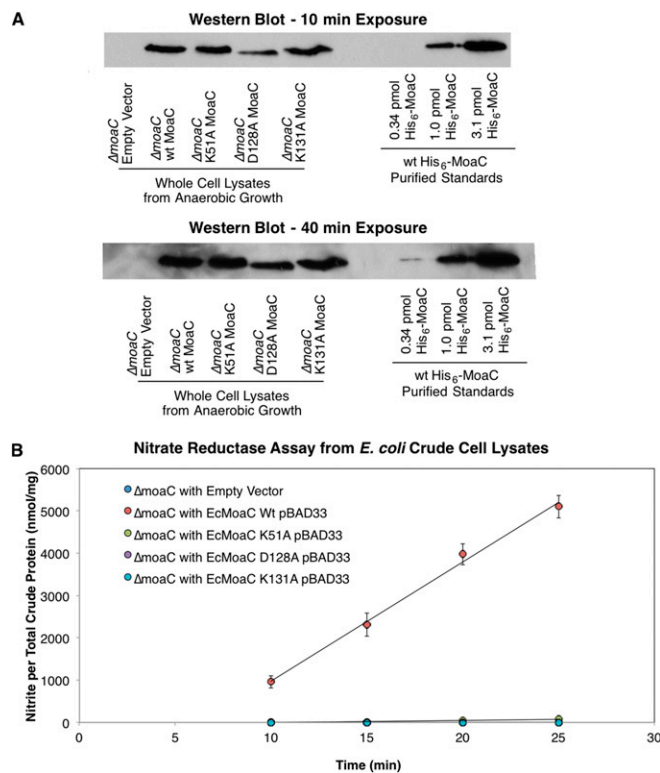 A
Western Blot - 10 min Exposure
ΔmoaC
Empty Vector
ΔmoaC
wt MoaC
ΔmoaC
K51A MoaC
ΔmoaC
D128A MoaC
ΔmoaC
K131A MoaC
0.34 pmol
His6-MoaC
1.0 pmol
His6-MoaC
3.1 pmol
His6-MoaC
Whole Cell Lysates
from Anaerobic Growth
wt His6-MoaC
Purified Standards
Western Blot - 40 min Exposure
ΔmoaC
Empty Vector
ΔmoaC
wt MoaC
ΔmoaC
K51A MoaC
ΔmoaC
D128A MoaC
ΔmoaC
K131A MoaC
0.34 pmol
His6-MoaC
1.0 pmol
His6-MoaC
3.1 pmol
His6-MoaC
Whole Cell Lysates
from Anaerobic Growth
wt His6-MoaC
Purified Standards
B
Nitrate Reductase Assay from E. coli Crude Cell Lysates
Nitrite per Total Crude Protein (nmol/mg)
6000
5000
4000
3000
2000
1000
0
ΔmoaC with Empty Vector
ΔmoaC with EcMoaC Wt pBAD33
ΔmoaC with EcMoaC K51A pBAD33
ΔmoaC with EcMoaC D128A pBAD33
ΔmoaC with EcMoaC K131A pBAD33
0 5 10 15 20 25 30
Time (min)